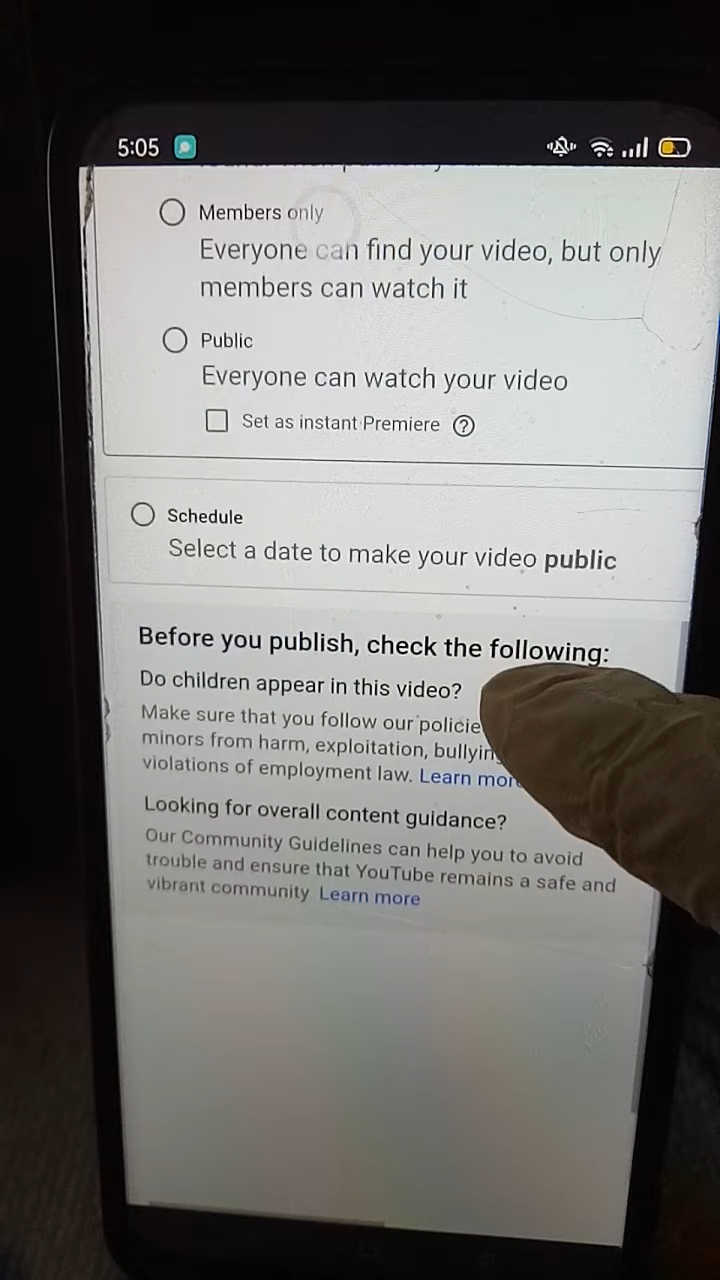 5:05
Members only
Everyone can find your video, but only
members can watch it
Public
Everyone can watch your video
Set as instant Premiere ?
Schedule
Select a date to make your video public
Before you publish, check the following:
Do children appear in this video?
Make sure that you follow our
minors from harm, exploitation,
violations of employment law. Learn
Looking for overall content guidance?
Our Community Guidelines can help you to avoid
trouble and ensure that YouTube remains a safe and
vibrant community Learn more